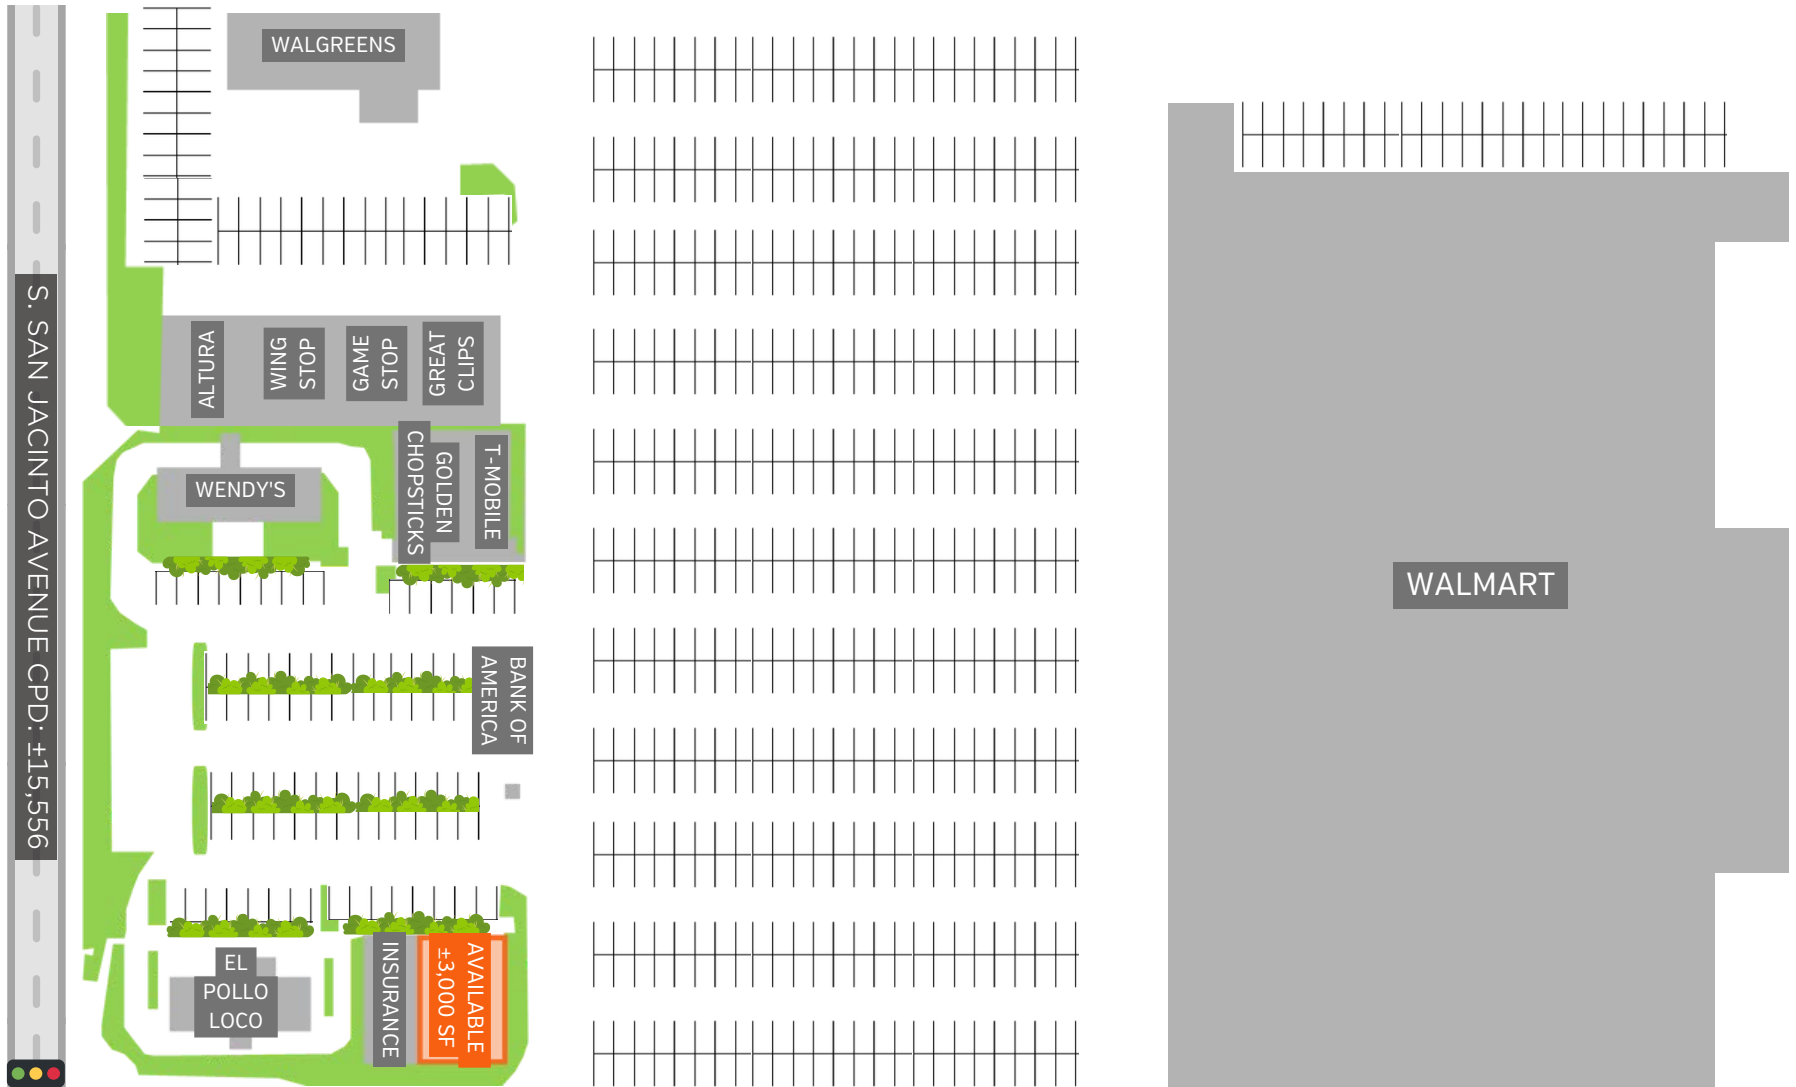 WALGREENS
S. SAN JACINTO AVENUE CPD: ±15,556
ALTURA
WING
STOP
GAME
STOP
GREAT
CLIPS
WENDY'S
GOLDEN
CHOPSTICKS
T-MOBILE
BANK OF
AMERICA
WALMART
EL
POLLO
LOCO
INSURANCE
AVAILABLE
±3,000 SF